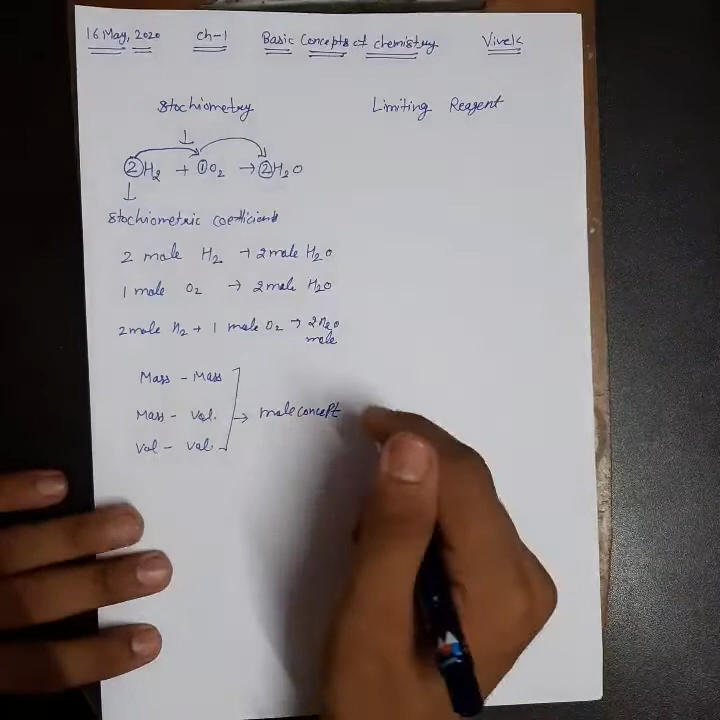 16 May, 2020 Ch-1 Basic Concepts of chemistry Vivek
Stochiometry
Limiting Reagent
2H₂ + 1O₂ → 2H₂O
Stochiometric coefficient
2 mole H₂ → 2 mole H₂O
1 mole O₂ → 2 mole H₂O
2 mole H₂ + 1 mole O₂ → 2H₂O
mole
Mass - Mass
Mass - Vol. → mole concept
Vol - Vol